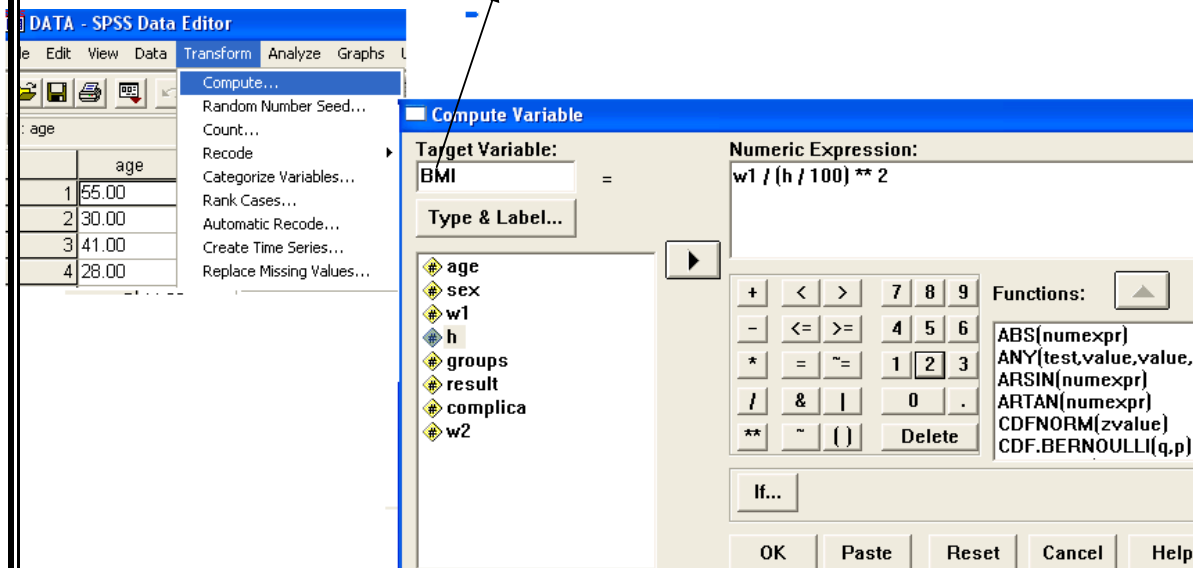 DATA - SPSS Data Editor
Edit View Data Transform Analyze Graphs
Compute...
Random Number Seed...
Count...
Recode
Categorize Variables...
Rank Cases...
Automatic Recode...
Create Time Series...
Replace Missing Values...
: age
age
1 55.00
2 30.00
3 41.00
4 28.00
Compute Variable
Target Variable:
BMI
=
Type & Label...
age
sex
w1
h
groups
result
complica
w2
Numeric Expression:
w1 / (h / 100) ** 2
+ < > 7 8 9
- <= >= 4 5 6
* = ~= 1 2 3
/ & | 0 .
** ~ ( ) Delete
Functions:
ABS(numexpr)
ANY(test,value,value,
ARSIN(numexpr)
ARTAN(numexpr)
CDFNORM(zvalue)
CDF.BERNOULLI(q,p)
If...
OK Paste Reset Cancel Help